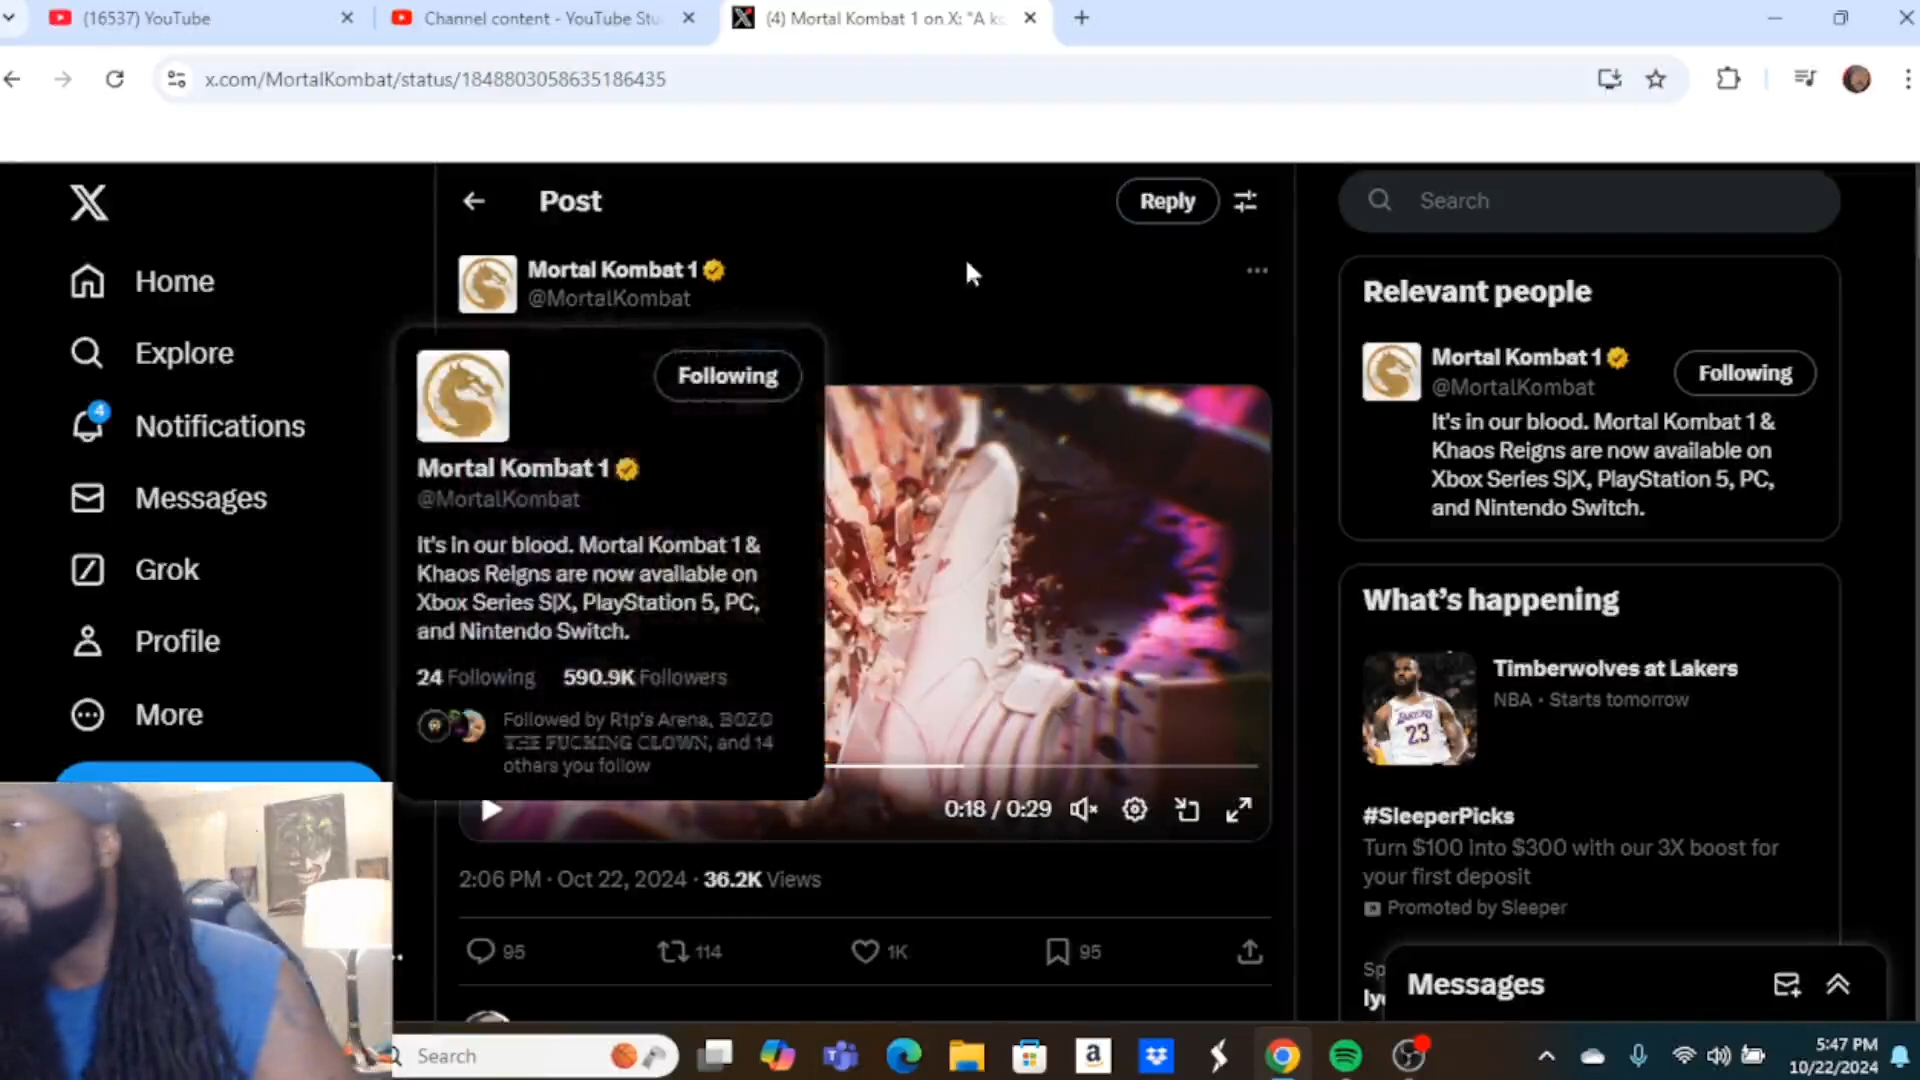 (16537) YouTube
Channel content - YouTube Stu
(4) Mortal Kombat 1 on X: "A ko
x.com/MortalKombat/status/1848803058635186435
Home
Explore
4
Notifications
Messages
Grok
Profile
More
Post
Reply
Mortal Kombat 1
@MortalKombat
Following
Mortal Kombat 1
@MortalKombat
It's in our blood. Mortal Kombat 1 &
Khaos Reigns are now available on
Xbox Series S|X, PlayStation 5, PC,
and Nintendo Switch.
24 Following 590.9K Followers
Followed by R1p's Arena, BOZO
THE FUCKING CLOWN, and 14
others you follow
0:18 / 0:29
2:06 PM · Oct 22, 2024 · 36.2K Views
95 114 1K 95
Search
Relevant people
Mortal Kombat 1
@MortalKombat
Following
It's in our blood. Mortal Kombat 1 &
Khaos Reigns are now available on
Xbox Series S|X, PlayStation 5, PC,
and Nintendo Switch.
What's happening
Timberwolves at Lakers
NBA · Starts tomorrow
LAKERS
23
#SleeperPicks
Turn $100 into $300 with our 3X boost for
your first deposit
Promoted by Sleeper
Sp
Messages
Search
5:47 PM
10/22/2024